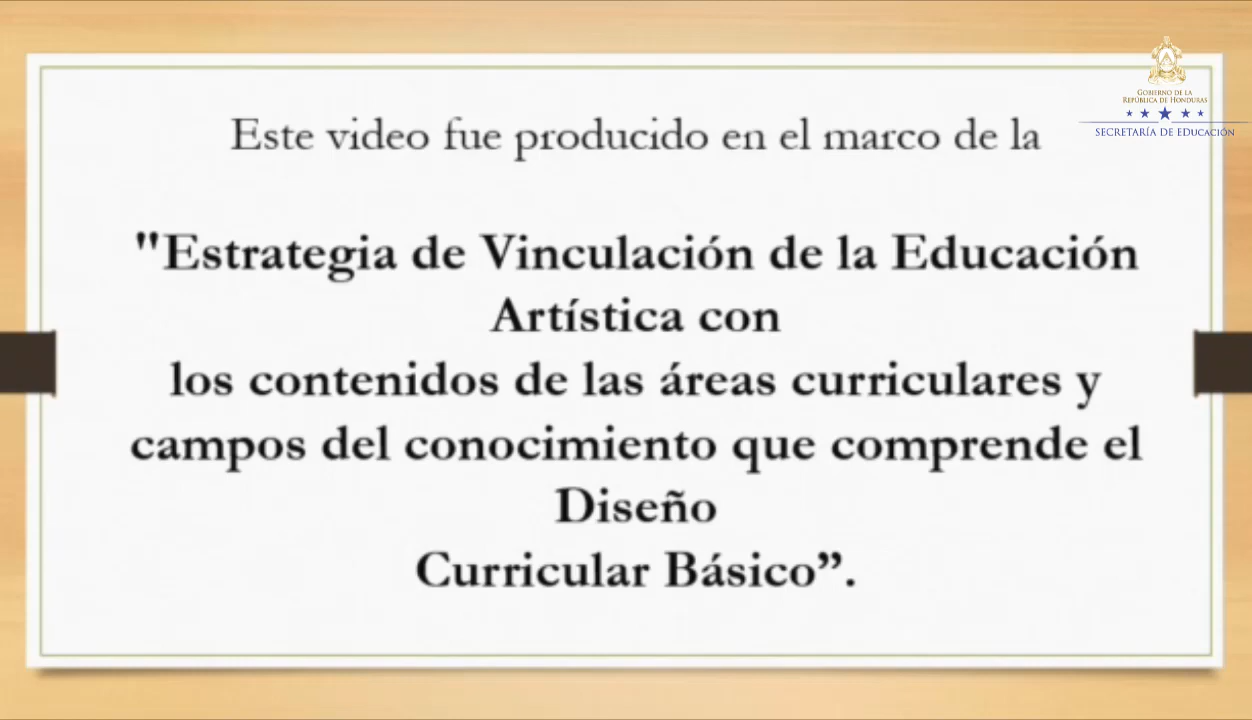 GOBIERNO DE LA
REPÚBLICA DE HONDURAS
SECRETARÍA DE EDUCACIÓN
Este video fue producido en el marco de la
"Estrategia de Vinculación de la Educación
Artística con
los contenidos de las áreas curriculares y
campos del conocimiento que comprende el
Diseño
Curricular Básico”.